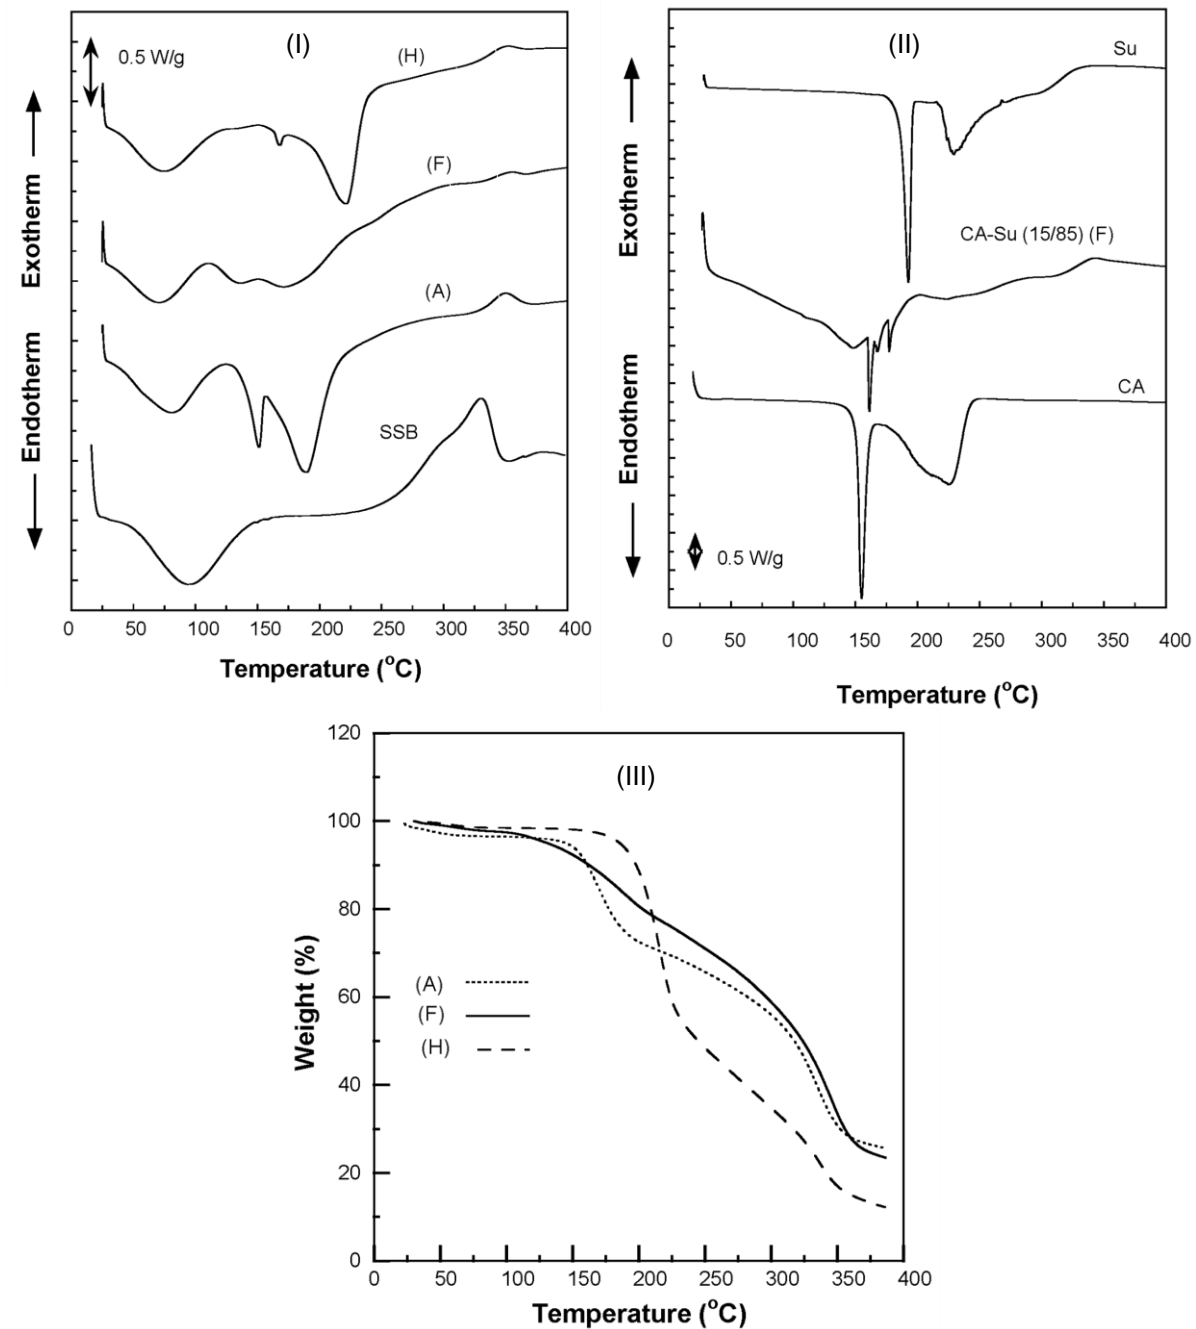 (I)
0.5 W/g
(H)
(F)
(A)
SSB
Exotherm
Endotherm
0 50 100 150 200 250 300 350 400
Temperature (°C)
(II)
Su
CA-Su (15/85) (F)
CA
0.5 W/g
Exotherm
Endotherm
0 50 100 150 200 250 300 350 400
Temperature (°C)
(III)
120
100
80
60
40
20
0
Weight (%)
(A)
(F)
(H)
0 50 100 150 200 250 300 350 400
Temperature (°C)